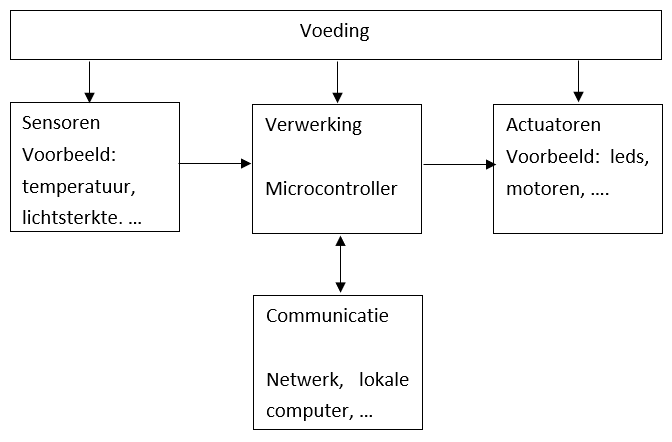 Voeding
Sensoren
Voorbeeld:
temperatuur,
lichtsterkte. ...
Verwerking
Microcontroller
Actuatoren
Voorbeeld: leds,
motoren, ....
Communicatie
Netwerk, lokale
computer, ...